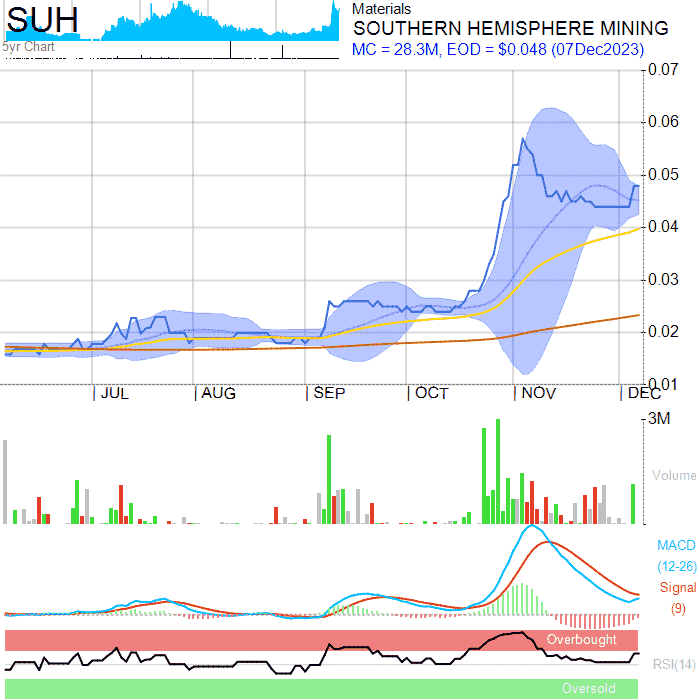 SUH
5yr Chart
Materials
SOUTHERN HEMISPHERE MINING
MC = 28.3M, EOD = $0.048 (07Dec2023)
0.07
0.06
0.05
0.04
0.03
0.02
0.01
JUL AUG SEP OCT NOV DEC
3M
Volume
MACD
(12-26)
Signal
(9)
Overbought
RSI(14)
Oversold